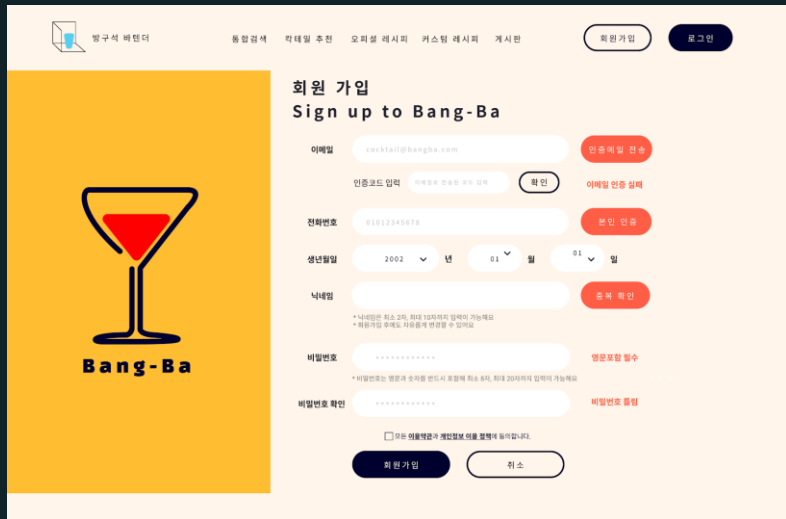 방구석 바텐더
통합검색 칵테일 추천 오피셜 레시피 커스텀 레시피 게시판
회원가입
로그인
회원 가입
Sign up to Bang-Ba
이메일
cocktail@bangba.com
인증메일 전송
인증코드 입력
이메일로 전송된 코드 입력
확인
이메일 인증 실패
전화번호
01012345678
본인 인증
생년월일
2002 년 01 월 01 일
닉네임
중복 확인
* 닉네임은 최소 2자, 최대 10자까지 입력이 가능해요
* 회원가입 후에도 자유롭게 변경할 수 있어요
비밀번호
************
영문포함 필수
* 비밀번호는 영문과 숫자를 반드시 포함해 최소 8자, 최대 20자까지 입력이 가능해요
비밀번호 확인
************
비밀번호 틀림
모든 이용약관과 개인정보 이용 정책에 동의합니다.
회원가입
취소
Bang-Ba